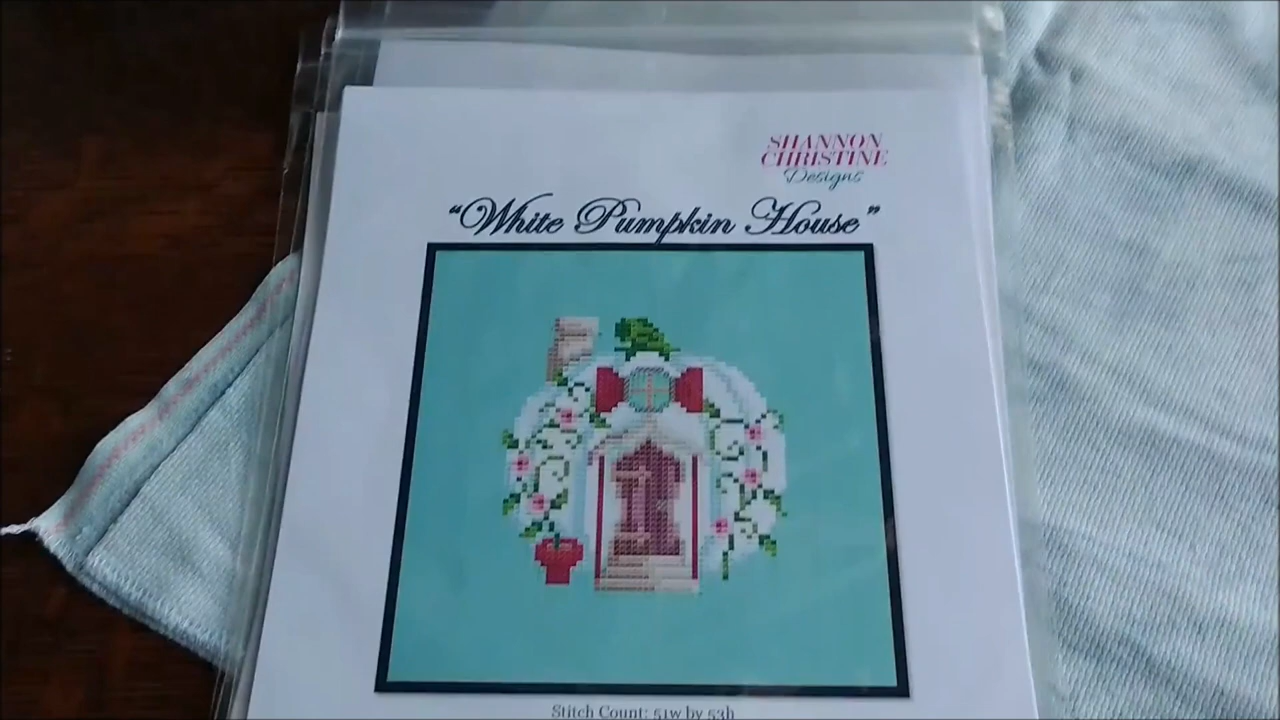 SHANNON
CHRISTINE
Designs
"White Pumpkin House"
Stitch Count: 51w by 53h